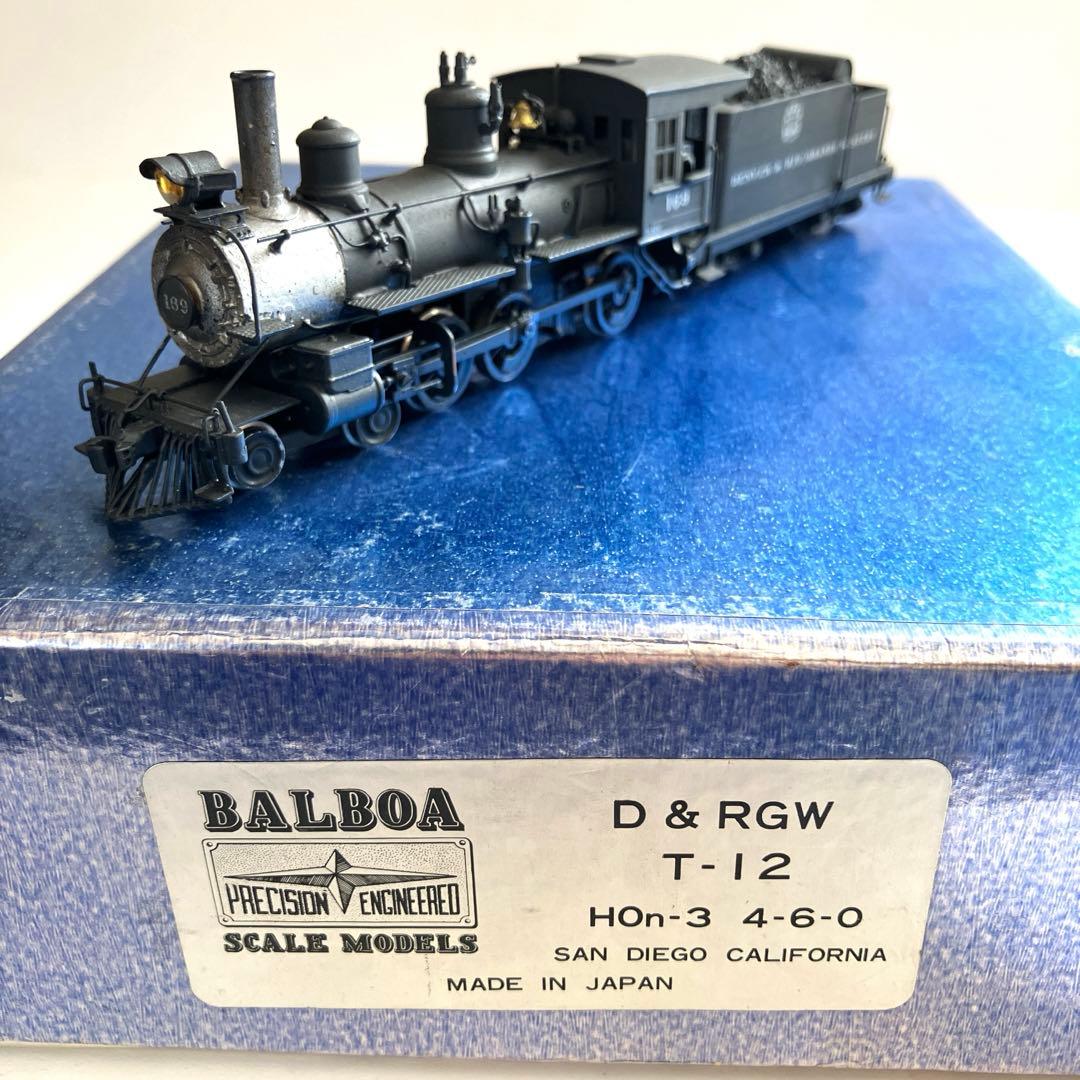 169
169
BALBOA
PRECISION ENGINEERED
SCALE MODELS
D & RGW
T-12
HOn-3 4-6-0
SAN DIEGO CALIFORNIA
MADE IN JAPAN